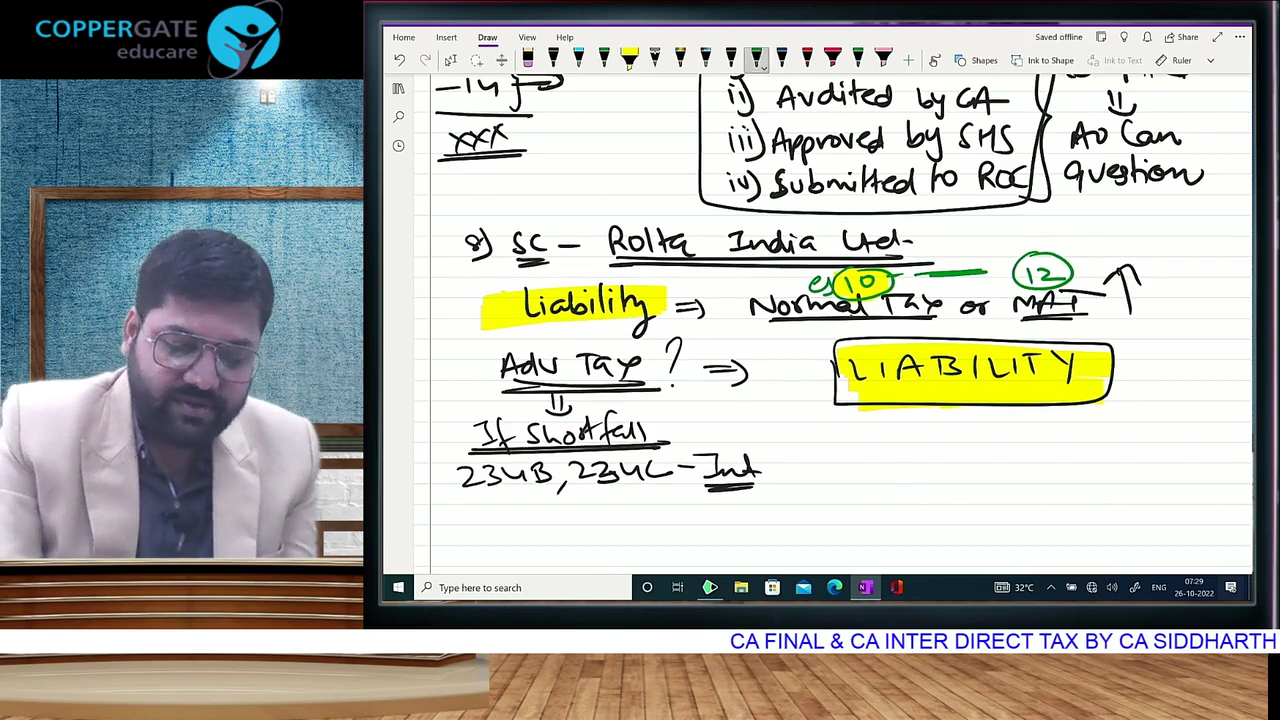 COPPERGATE
educare
Home Insert Draw View Help
Saved offline
Share
Shapes
Ink to Shape
Ink to Text
Ruler
-14
xxx
ii) Audited by CA
iii) Approved by SHS
iv) Submitted to ROC
AO Can
question
8) SC - Rolta India Ltd.
eg 10 12
Liability ⇒ Normal Tax or MAT ↑
Adv Tax? ⇒ LIABILITY
If Shortfall
234B, 234C - Int
Type here to search
32°C
ENG
07:29
26-10-2022
CA FINAL & CA INTER DIRECT TAX BY CA SIDDHARTH